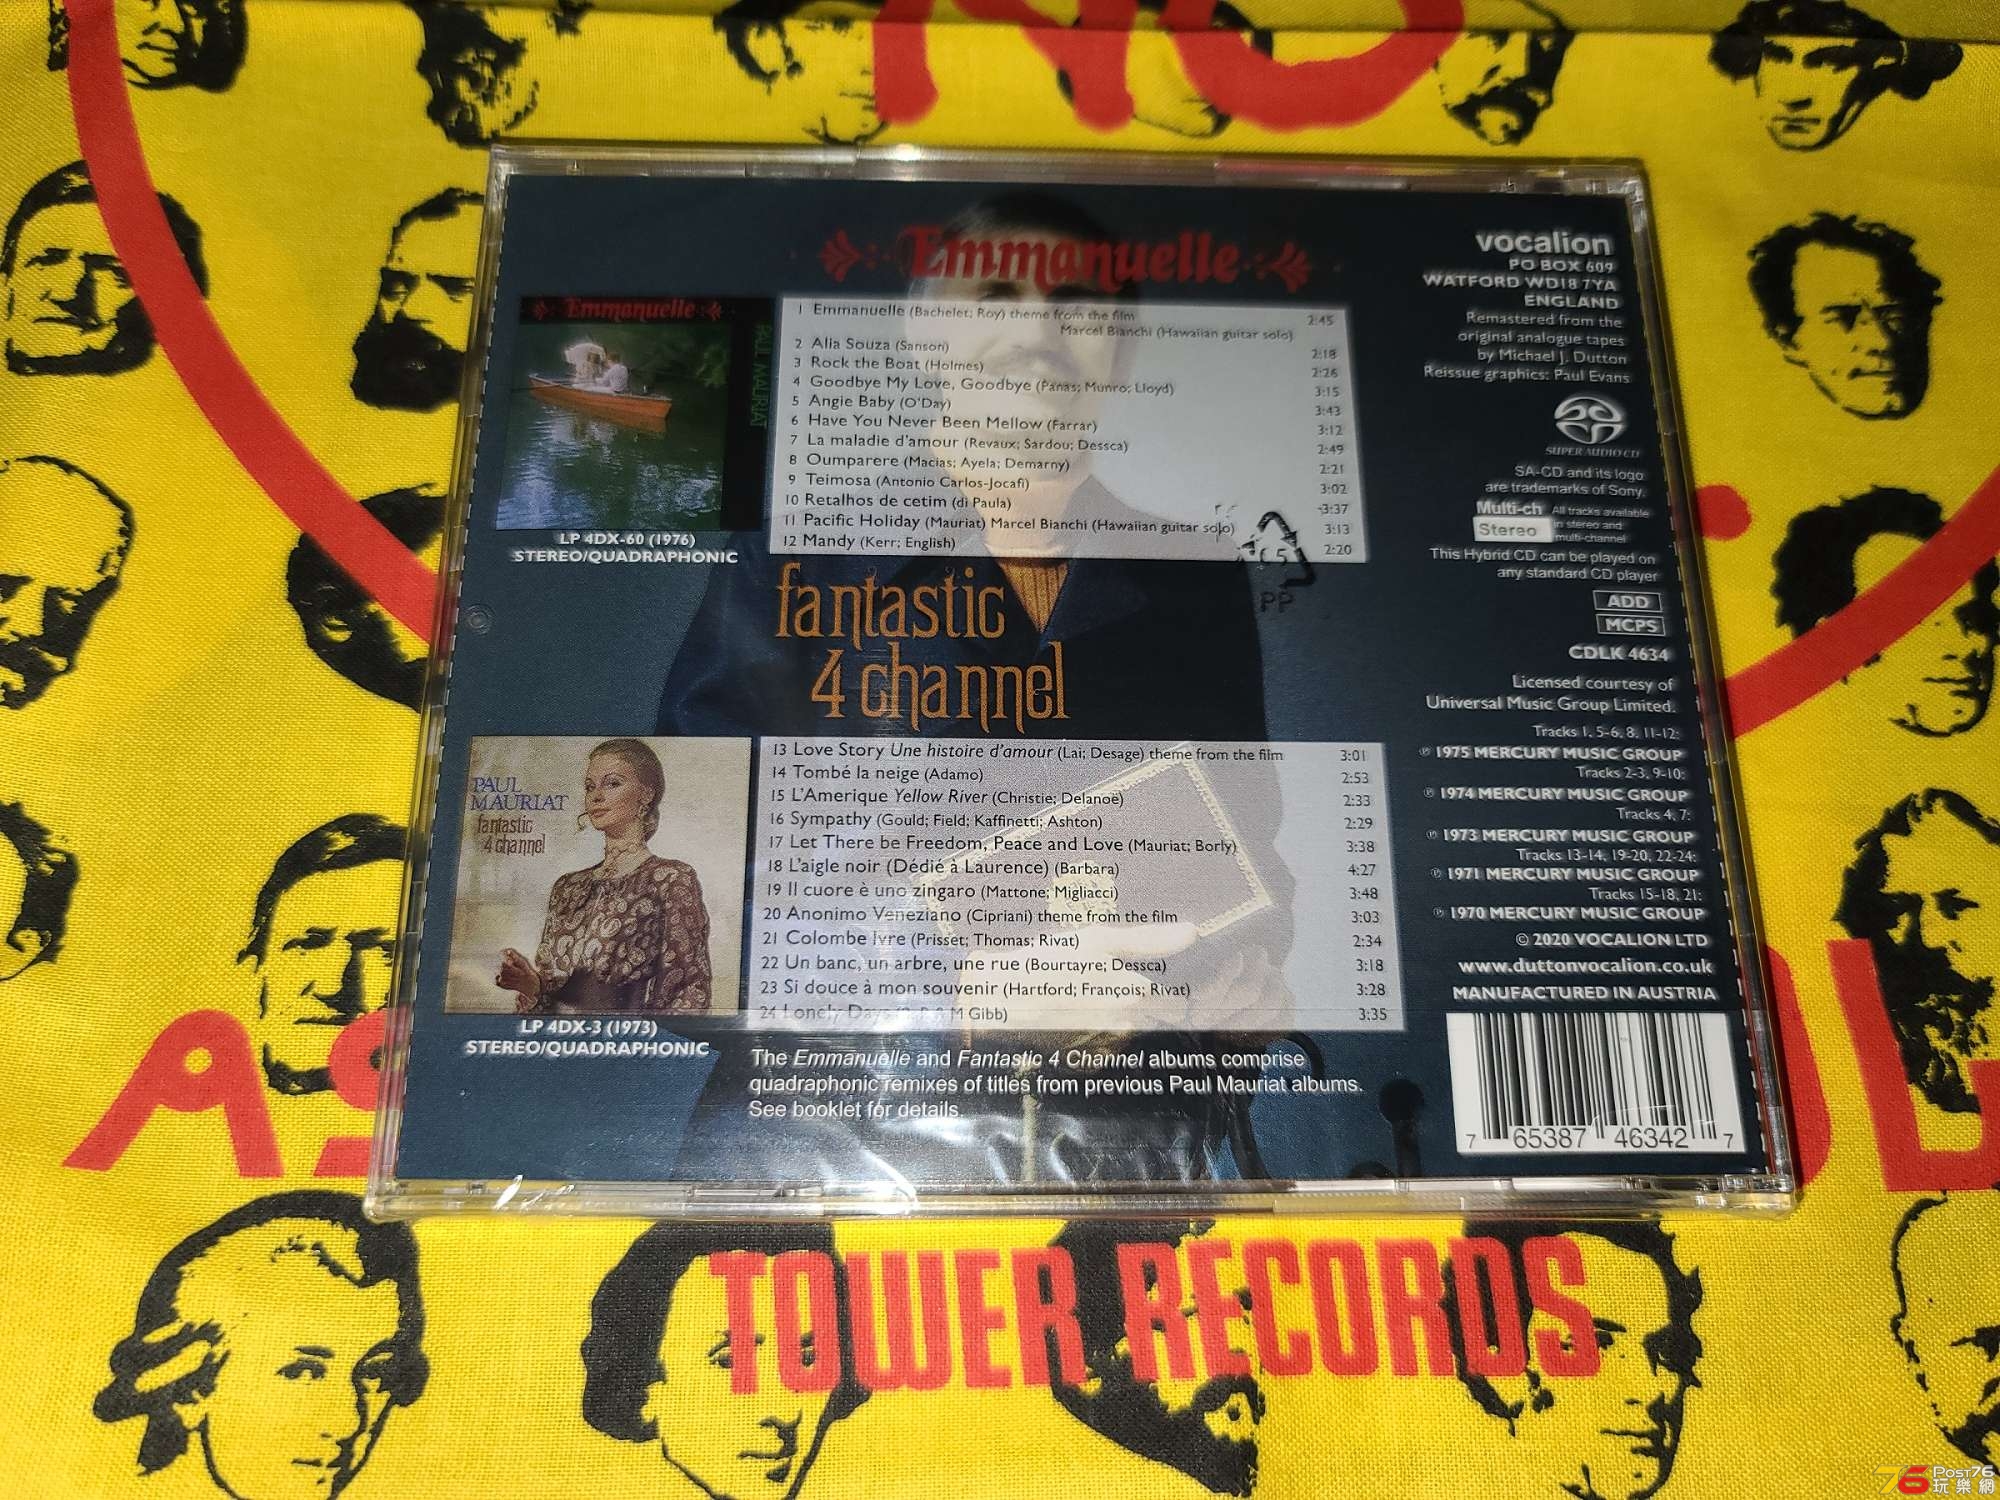 NO
Emmanuelle
Emmanuelle
PAUL MAURIAT
LP 4DX-60 (1976)
STEREO/QUADRAPHONIC
1 Emmanuelle (Bachelet; Roy) theme from the film 2:45
Marcel Bianchi (Hawaiian guitar solo)
2 Alia Souza (Sanson) 2:18
3 Rock the Boat (Holmes) 2:26
4 Goodbye My Love, Goodbye (Panas; Munro; Lloyd) 3:15
5 Angie Baby (O'Day) 3:43
6 Have You Never Been Mellow (Farrar) 3:12
7 La maladie d'amour (Revaux; Sardou; Dessca) 2:49
8 Oumparere (Macias; Ayela; Demarny) 2:21
9 Teimosa (Antonio Carlos-Jocafi) 3:02
10 Retalhos de cetim (di Paula) 3:37
11 Pacific Holiday (Mauriat) Marcel Bianchi (Hawaiian guitar solo) 3:13
12 Mandy (Kerr; English) 2:20
5
PP
fantastic
4 channel
PAUL
MAURIAT
fantastic
4 channel
LP 4DX-3 (1973)
STEREO/QUADRAPHONIC
13 Love Story Une histoire d'amour (Lai; Desage) theme from the film 3:01
14 Tombé la neige (Adamo) 2:53
15 L'Amerique Yellow River (Christie; Delanoë) 2:33
16 Sympathy (Gould; Field; Kaffinetti; Ashton) 2:29
17 Let There be Freedom, Peace and Love (Mauriat; Borly) 3:38
18 L'aigle noir (Dédié à Laurence) (Barbara) 4:27
19 Il cuore è uno zingaro (Mattone; Migliacci) 3:48
20 Anonimo Veneziano (Cipriani) theme from the film 3:03
21 Colombe Ivre (Prisset; Thomas; Rivat) 2:34
22 Un banc, un arbre, une rue (Bourtayre; Dessca) 3:18
23 Si douce à mon souvenir (Hartford; François; Rivat) 3:28
24 Lonely Days M Gibb) 3:35
The Emmanuelle and Fantastic 4 Channel albums comprise
quadraphonic remixes of titles from previous Paul Mauriat albums.
See booklet for details.
vocalion
PO BOX 609
WATFORD WD18 7YA
ENGLAND
Remastered from the
original analogue tapes
by Michael J. Dutton
Reissue graphics: Paul Evans
SUPER AUDIO CD
SA-CD and its logo
are trademarks of Sony.
Multi-ch
Stereo
All tracks available
in stereo and
multi-channel
This Hybrid CD can be played on
any standard CD player
ADD
MCPS
CDLK 4634
Licensed courtesy of
Universal Music Group Limited.
Tracks 1, 5-6, 8, 11-12:
℗ 1975 MERCURY MUSIC GROUP
Tracks 2-3, 9-10:
℗ 1974 MERCURY MUSIC GROUP
Tracks 4, 7:
℗ 1973 MERCURY MUSIC GROUP
Tracks 13-14, 19-20, 22-24:
℗ 1971 MERCURY MUSIC GROUP
Tracks 15-18, 21:
℗ 1970 MERCURY MUSIC GROUP
© 2020 VOCALION LTD
www.duttonvocalion.co.uk
MANUFACTURED IN AUSTRIA
7 65387 46342 7
TOWER RECORDS
76 Post76
玩樂網